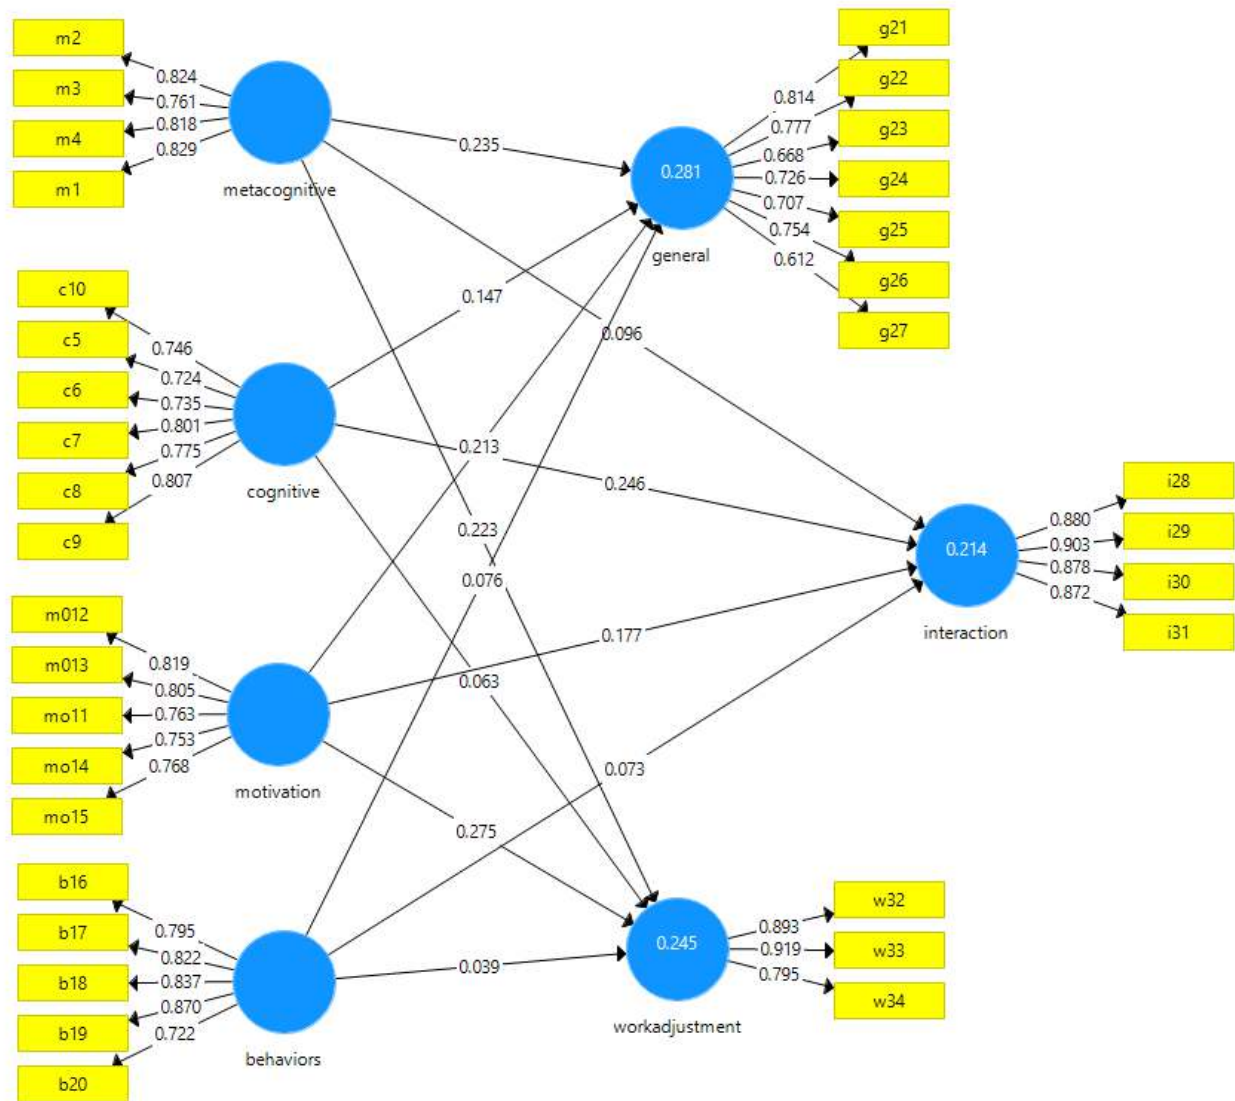 m2
m3
m4
m1
0.824
0.761
0.818
0.829
metacognitive
c10
c5
c6
c7
c8
c9
0.746
0.724
0.735
0.801
0.775
0.807
cognitive
m012
m013
mo11
mo14
mo15
0.819
0.805
0.763
0.753
0.768
motivation
b16
b17
b18
b19
b20
0.795
0.822
0.837
0.870
0.722
behaviors
0.235
0.147
0.096
0.213
0.246
0.223
0.076
0.177
0.063
0.073
0.275
0.039
0.281
general
0.814
0.777
0.668
0.726
0.707
0.754
0.612
g21
g22
g23
g24
g25
g26
g27
0.214
interaction
0.880
0.903
0.878
0.872
i28
i29
i30
i31
0.245
workadjustment
0.893
0.919
0.795
w32
w33
w34